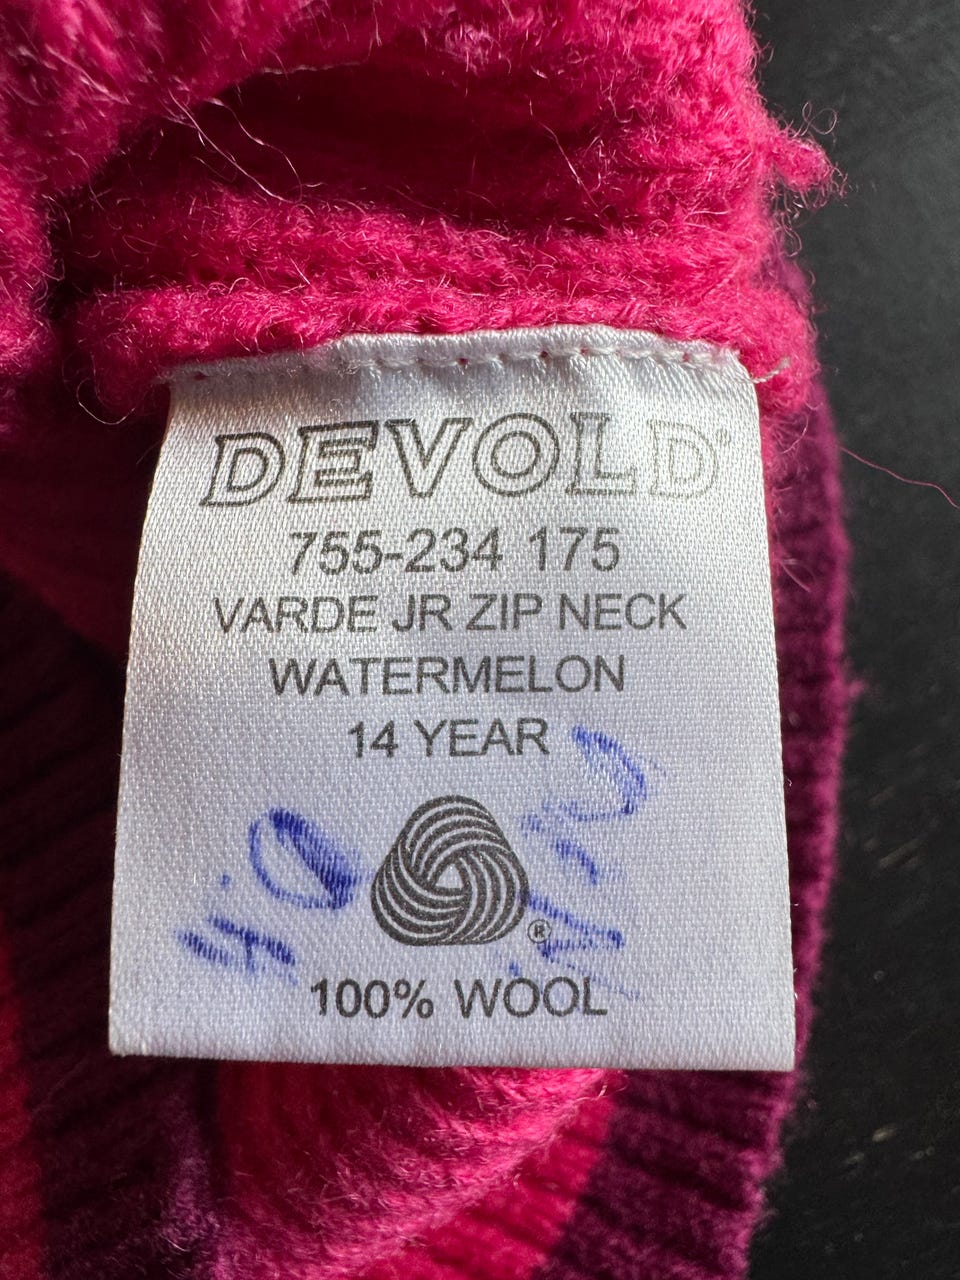 DEVOLD®
755-234 175
VARDE JR ZIP NECK
WATERMELON
14 YEAR
®
100% WOOL